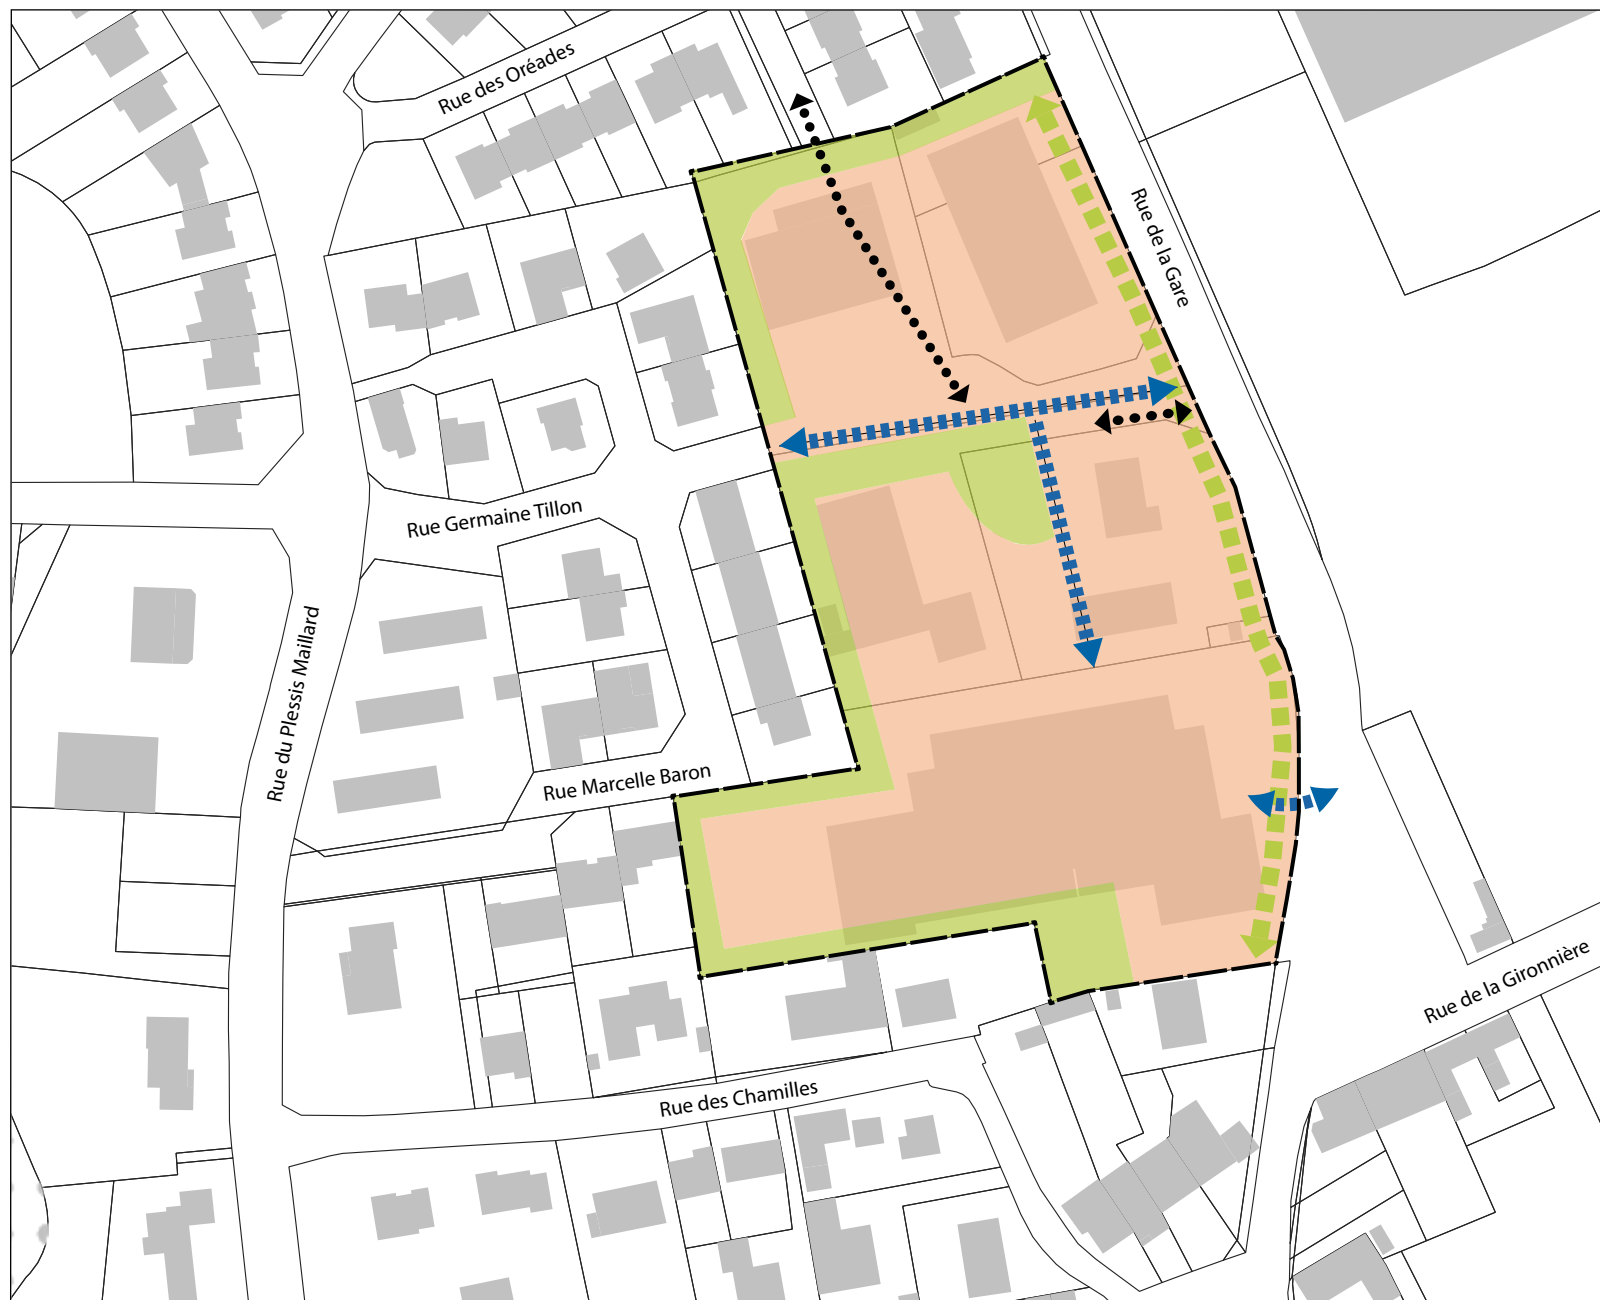 Rue des Oréades
Rue de la Gare
Rue Germaine Tillon
Rue du Plessis Maillard
Rue Marcelle Baron
Rue de la Gironnière
Rue des Chamilles